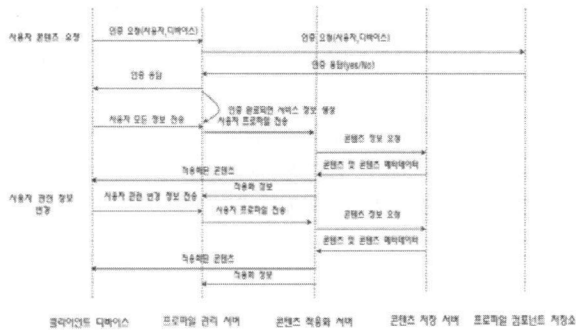 인증 요청(사용자,디바이스)
사용자 콘텐츠 요청
인증 요청(사용자,디바이스)
인증 응답(yes/No)
인증 응답
인증 완료되면 서비스 정보 생성
사용자 모든 정보 전송
사용자 프로파일 전송
콘텐츠 정보 요청
콘텐츠 및 콘텐츠 메타데이타
적응화된 콘텐츠
적응화 정보
사용자 관련 정보
변경
사용자 관련 변경 정보 전송
사용자 프로파일 전송
콘텐츠 정보 요청
콘텐츠 및 콘텐츠 메타데이타
적응화된 콘텐츠
적응화 정보
클라이언트 디바이스
프로파일 관리 서버
콘텐츠 적응화 서버
콘텐츠 저장 서버
프로파일 컴포넌트 저장소